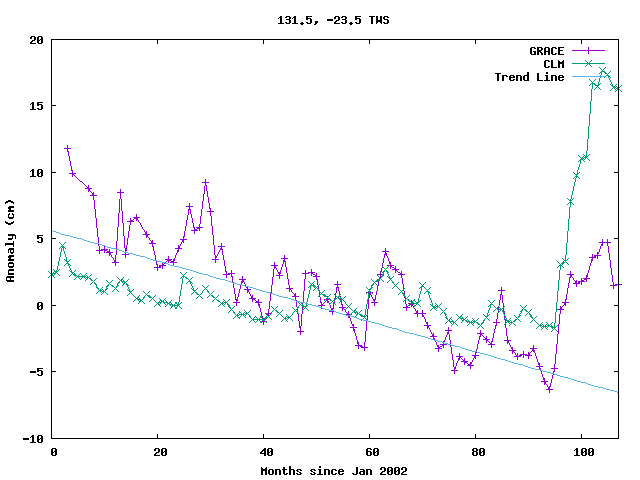 131.5, -23.5 TWS
20
15
10
5
0
-5
-10
Anomaly (cm)
GRACE
CLM
Trend Line
0 20 40 60 80 100
Months since Jan 2002